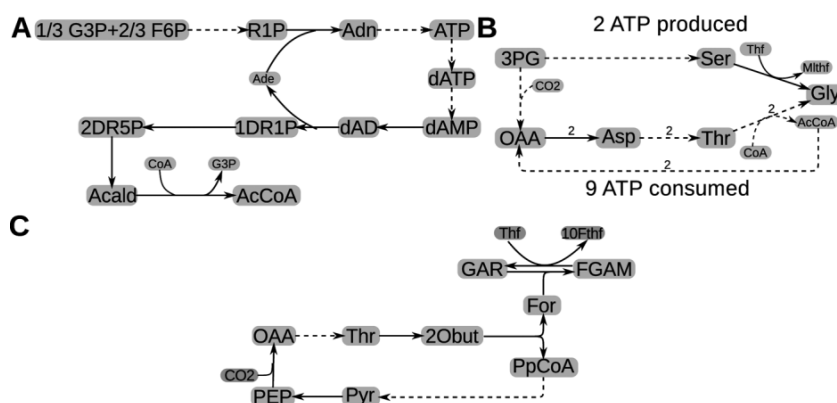 A
1/3 G3P+2/3 F6P
R1P
Adn
ATP
Ade
dATP
2DR5P
1DR1P
dAD
dAMP
CoA
G3P
Acald
AcCoA
B
2 ATP produced
3PG
Ser
Thf
Mlthf
CO2
Gly
OAA
2
Asp
Thr
2
CoA
AcCoA
2
9 ATP consumed
C
Thf
10Fthf
GAR
FGAM
For
OAA
Thr
2Obut
PpCoA
CO2
PEP
Pyr